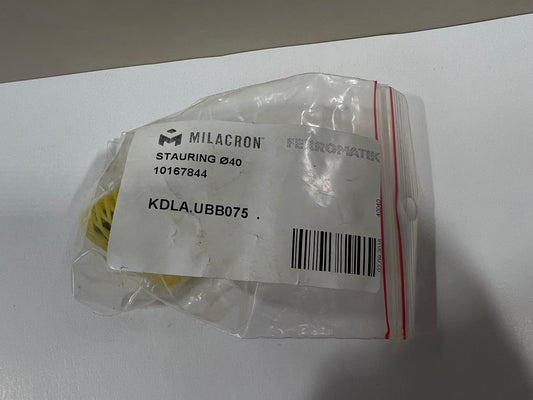 MILACRON
FERROMATIK
STAURING Ø40
10167844
KDLA.UBB075 .